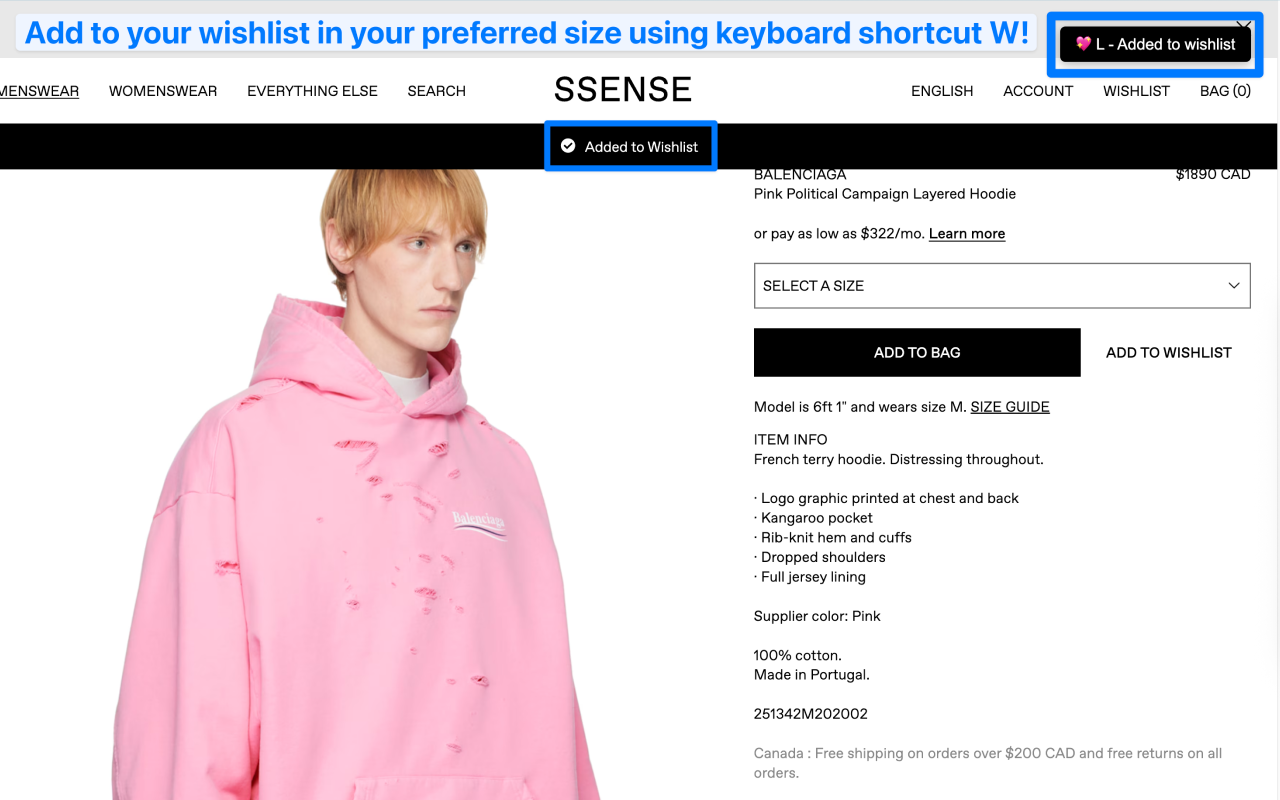 Add to your wishlist in your preferred size using keyboard shortcut W!
💖 L - Added to wishlist
MENSWEAR WOMENSWEAR EVERYTHING ELSE SEARCH SSENSE ENGLISH ACCOUNT WISHLIST BAG (0)
Added to Wishlist
BALENCIAGA $1890 CAD
Pink Political Campaign Layered Hoodie
or pay as low as $322/mo. Learn more
SELECT A SIZE
ADD TO BAG ADD TO WISHLIST
Model is 6ft 1" and wears size M. SIZE GUIDE
ITEM INFO
French terry hoodie. Distressing throughout.
· Logo graphic printed at chest and back
· Kangaroo pocket
· Rib-knit hem and cuffs
· Dropped shoulders
· Full jersey lining
Supplier color: Pink
100% cotton.
Made in Portugal.
251342M202002
Canada : Free shipping on orders over $200 CAD and free returns on all
orders.
Balenciaga